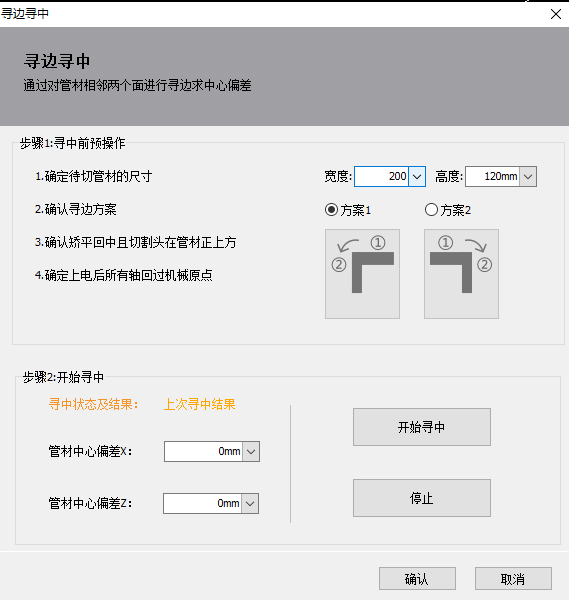 寻边寻中
寻边寻中
通过对管材相邻两个面进行寻边求中心偏差
步骤1:寻中前预操作
1.确定待切管材的尺寸 宽度: 200 高度: 120mm
2.确认寻边方案 方案1 方案2
3.确认矫平回中且切割头在管材正上方
① ①
② ②
4.确定上电后所有轴回过机械原点
步骤2:开始寻中
寻中状态及结果: 上次寻中结果
开始寻中
管材中心偏差X: 0mm
停止
管材中心偏差Z: 0mm
确认 取消